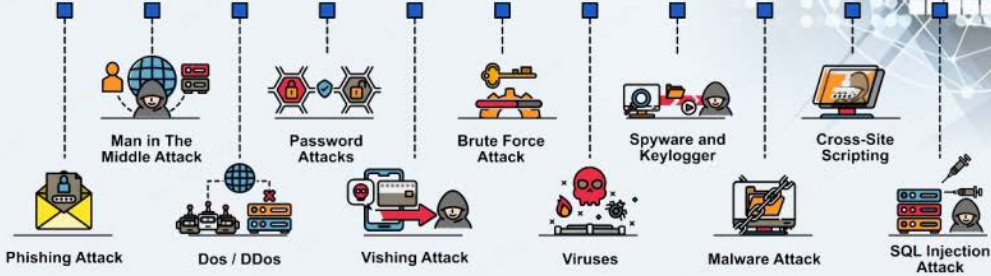 Man in The
Middle Attack
Password
Attacks
Brute Force
Attack
Spyware and
Keylogger
Cross-Site
Scripting
Phishing Attack
Dos / DDos
Vishing Attack
Viruses
Malware Attack
SQL Injection
Attack